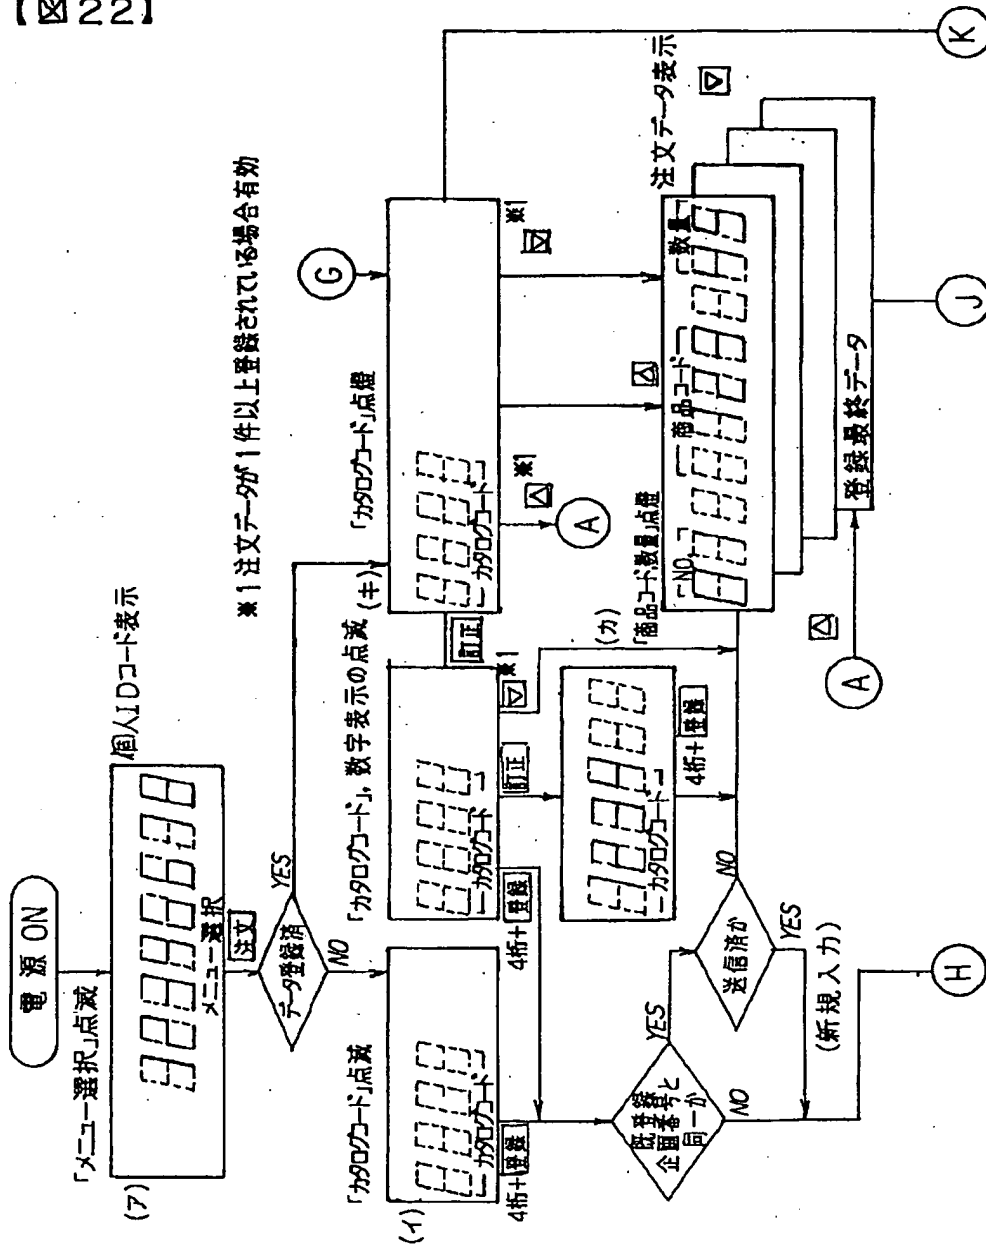 【図22】
電源 ON
「メニュー選択」点滅
個人IDコード表示
(ア)
メニュー選択
注文
データ登録済
YES
NO
※1 注文データが1件以上登録されている場合有効
「カタログコード」点滅
(イ)
カタログコード
4桁+登録
「カタログコード」,数字表示の点滅
カタログコード
4桁+登録
訂正
▽
※1
訂正
(キ)
「カタログコード」点燈
カタログコード
G
△
※1
A
※1
K
カタログコード
4桁+登録
既登録
企画番号と
同一か
YES
NO
送信済か
NO
YES
(新規入力)
H
(カ)
「商品コード数量」点燈
△
注文データ表示
NO.
商品コード
数量
▽
登録最終データ
△
A
J